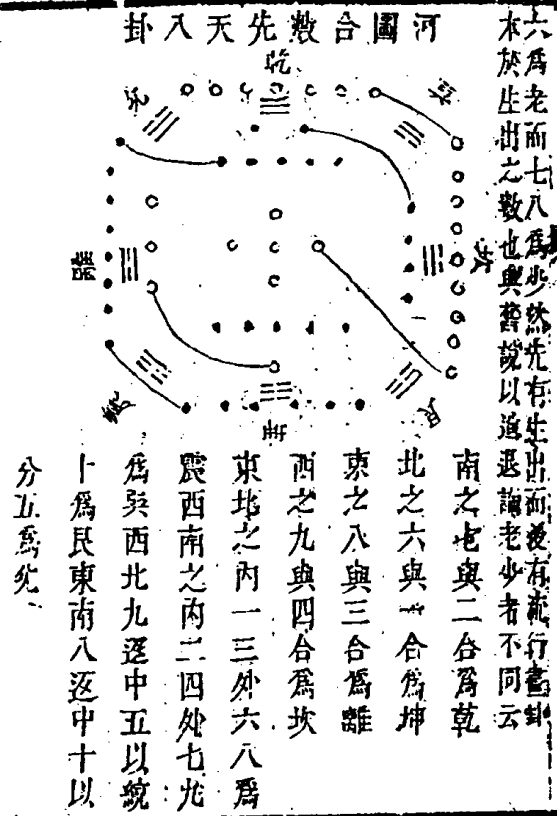 六爲老而七八爲少然先有生出而後有流行畫卦
本於生出之數也與舊說以進退論老少者不同云
河圖合數先天八卦
乾
兌
巽
離
坎
震
艮
坤
南之七與二合爲乾
北之六與一合爲坤
東之八與三合爲離
西之九與四合爲坎
東北之內一三外六八爲
震西南之內二四外七九
爲巽西北九逕中五以統
十爲艮東南八逕中十以
分五爲兌